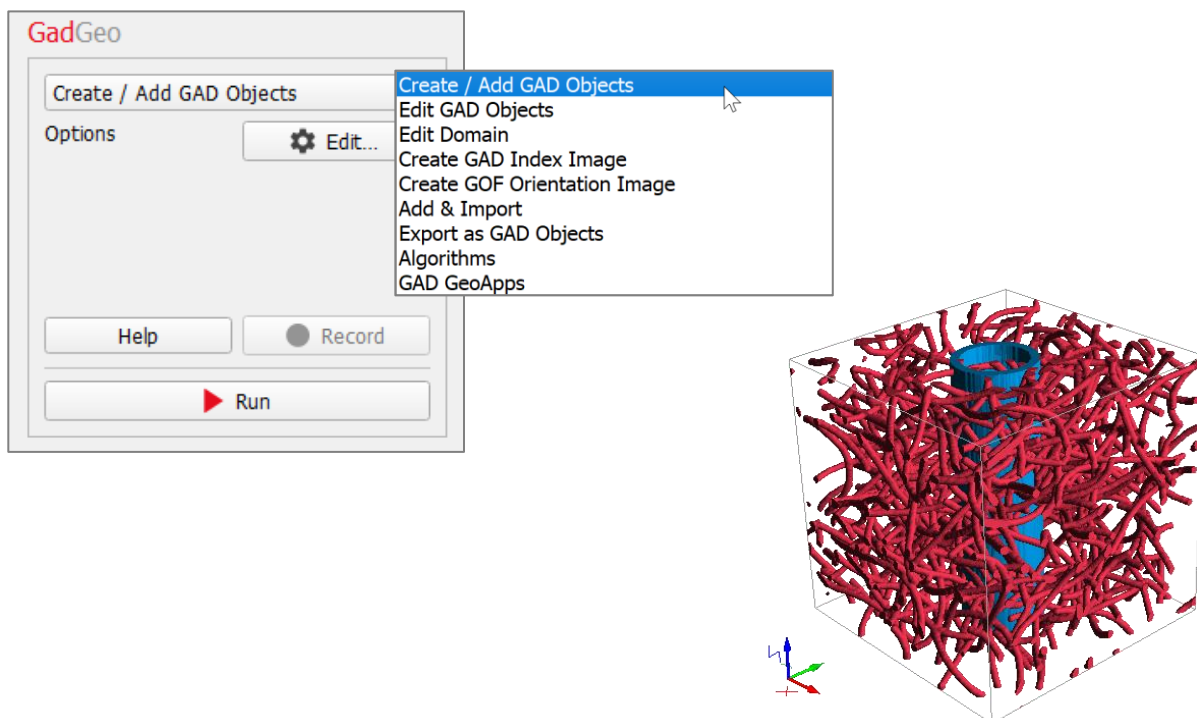 GadGeo
Create / Add GAD Objects
Options
Edit...
Create / Add GAD Objects
Edit GAD Objects
Edit Domain
Create GAD Index Image
Create GOF Orientation Image
Add & Import
Export as GAD Objects
Algorithms
GAD GeoApps
Help
Record
Run